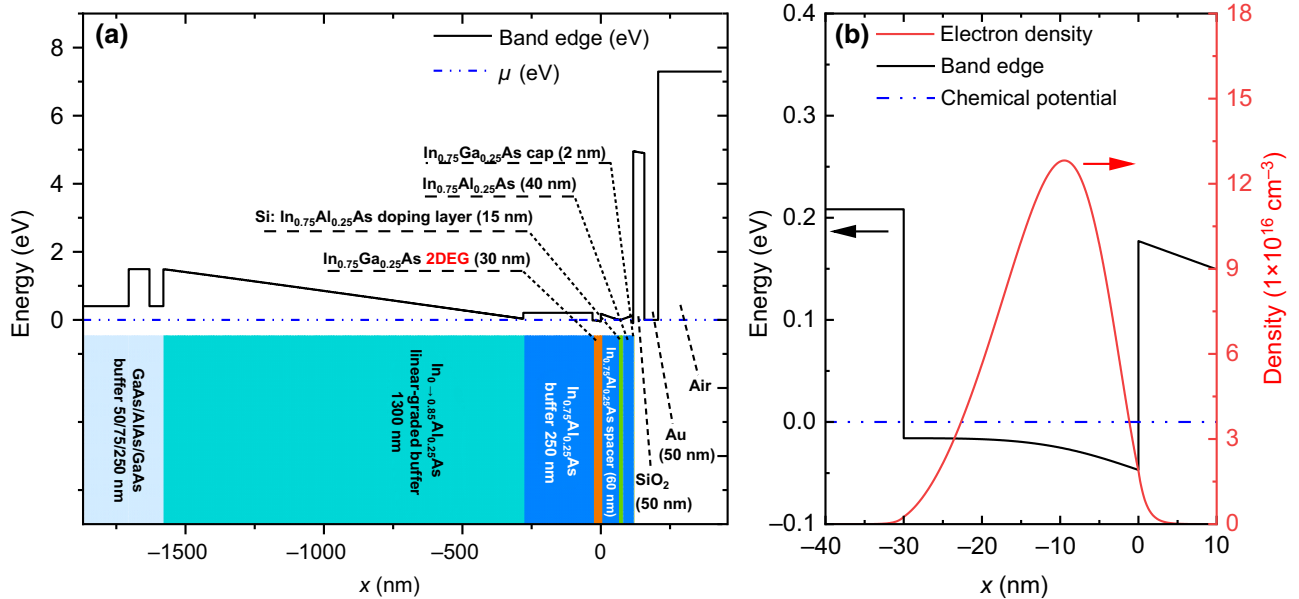 (a)
Band edge (eV)
μ (eV)
Energy (eV)
8
6
4
2
0
In0.75Ga0.25As cap (2 nm)
In0.75Al0.25As (40 nm)
Si: In0.75Al0.25As doping layer (15 nm)
In0.75Ga0.25As 2DEG (30 nm)
GaAs/AlAs/GaAs
buffer 50/75/250 nm
In0→0.85Al0.25As
linear-graded buffer
1300 nm
In0.75Al0.25As
buffer 250 nm
In0.75Al0.25As spacer (60 nm)
SiO2
(50 nm)
Au
(50 nm)
Air
−1500
−1000
−500
0
x (nm)
(b)
Electron density
Band edge
Chemical potential
Energy (eV)
0.4
0.3
0.2
0.1
0.0
−0.1
−40
−30
−20
−10
0
10
x (nm)
18
15
12
9
6
3
0
Density (1×10^16 cm^−3)